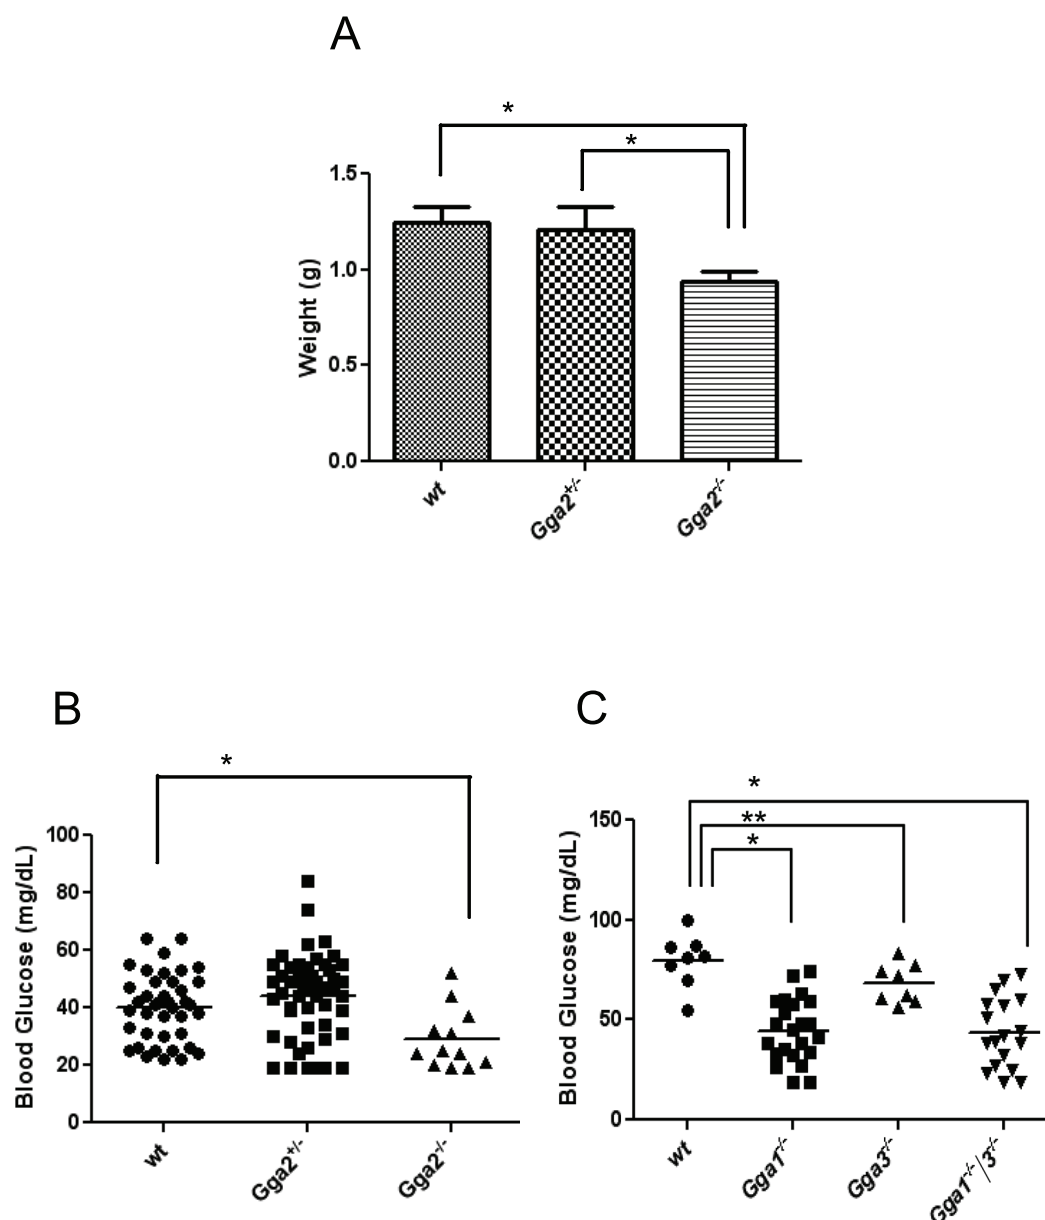 A
*
*
1.5
1.0
0.5
0.0
Weight (g)
wt
Gga2+/-
Gga2-/-
B
*
100
80
60
40
20
0
Blood Glucose (mg/dL)
wt
Gga2+/-
Gga2-/-
C
*
**
*
150
100
50
0
Blood Glucose (mg/dL)
wt
Gga1-/-
Gga3-/-
Gga1-/-/3-/-